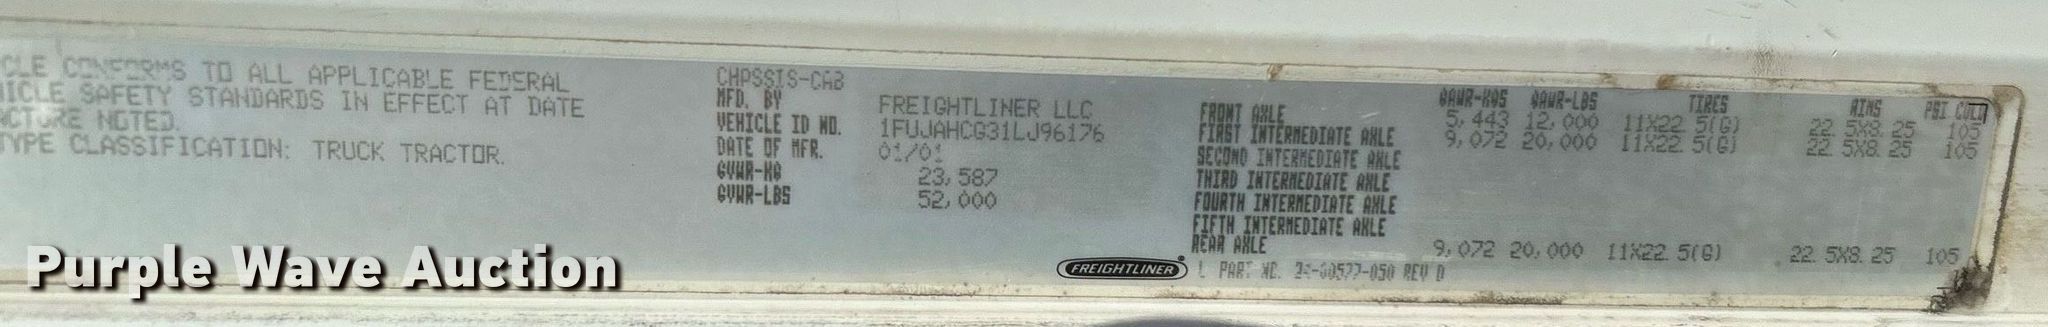 CLE CONFORMS TO ALL APPLICABLE FEDERAL
HICLE SAFETY STANDARDS IN EFFECT AT DATE
ACTURE NOTED.
TYPE CLASSIFICATION: TRUCK TRACTOR.
CHASSIS-CAB
MFD. BY FREIGHTLINER LLC
VEHICLE ID NO. 1FUJAHCG31LJ96176
DATE OF MFR. 01/01
GVWR-KG 23,587
GVWR-LBS 52,000
GAWR-KGS GAWR-LBS TIRES RIMS PSI COLD
FRONT AXLE 5,443 12,000 11X22.5(G) 22.5X8.25 105
FIRST INTERMEDIATE AXLE 9,072 20,000 11X22.5(G) 22.5X8.25 105
SECOND INTERMEDIATE AXLE
THIRD INTERMEDIATE AXLE
FOURTH INTERMEDIATE AXLE
FIFTH INTERMEDIATE AXLE
REAR AXLE 9,072 20,000 11X22.5(G) 22.5X8.25 105
FREIGHTLINER® PART NO. REV D
Purple Wave Auction